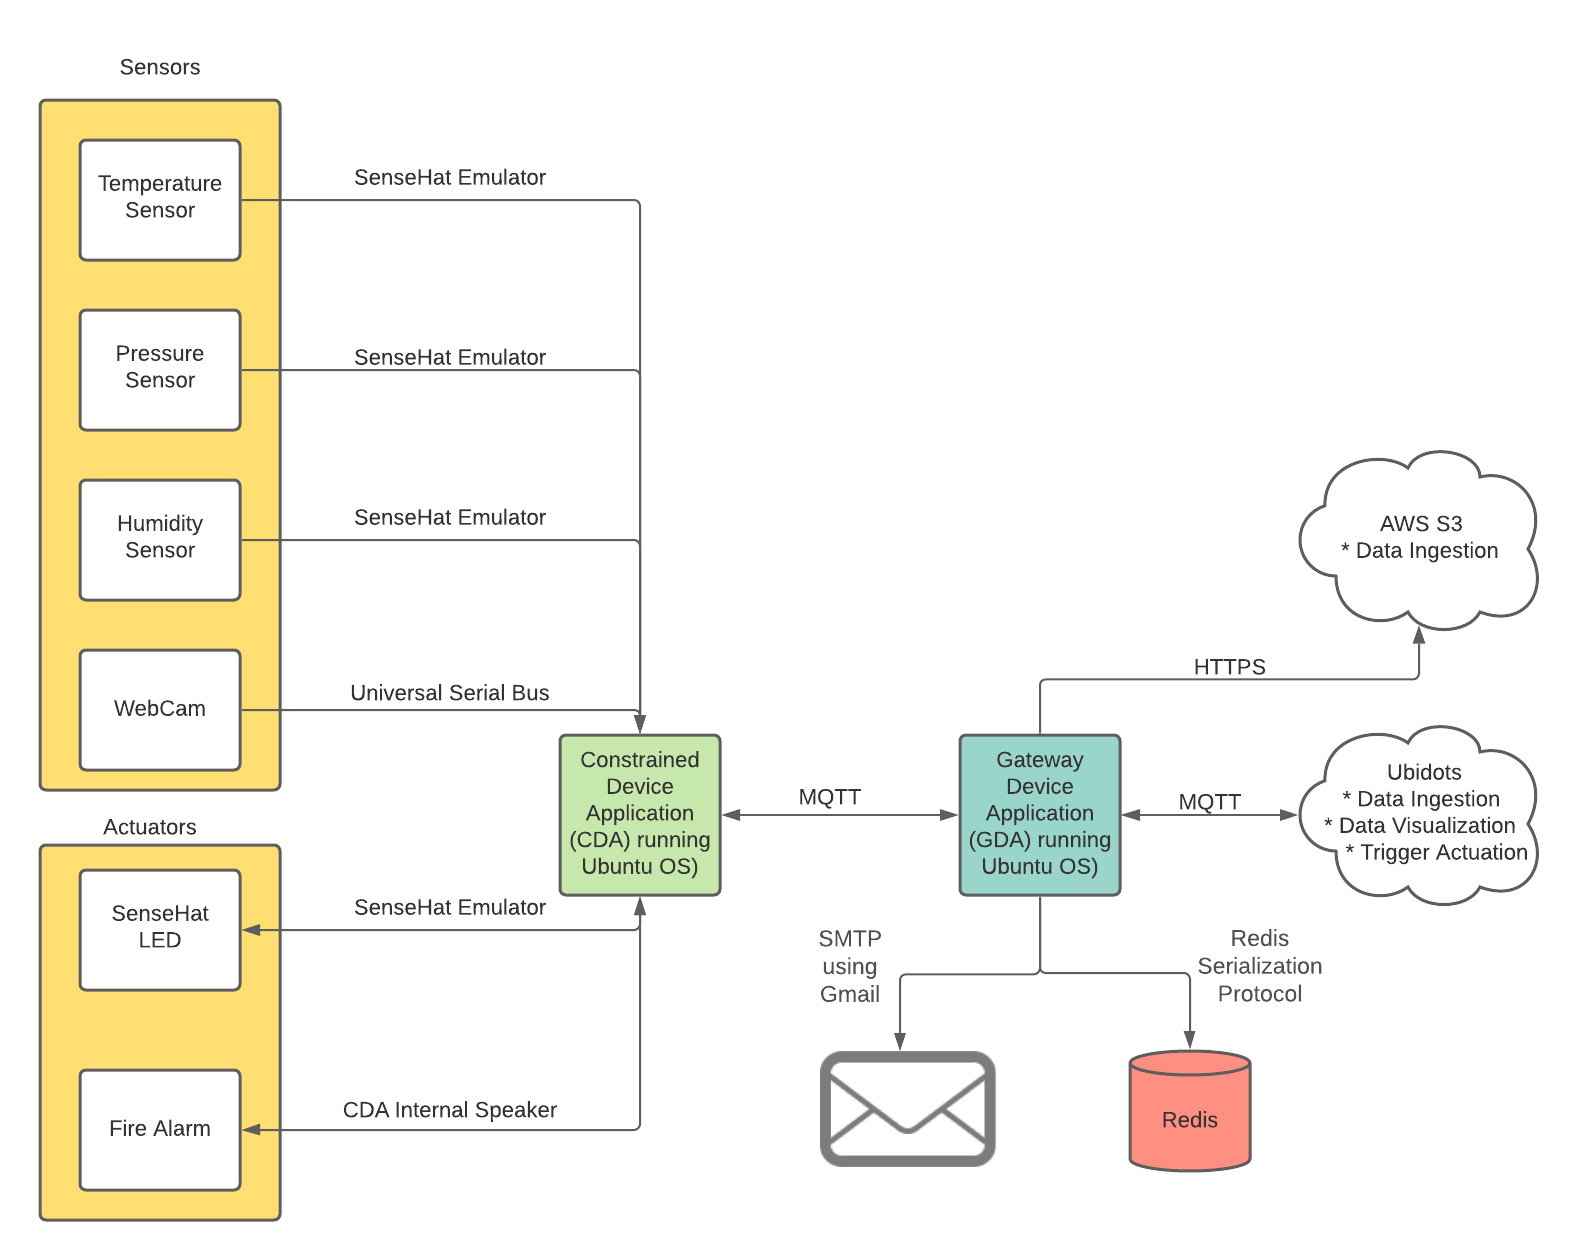 Sensors
Temperature
Sensor
SenseHat Emulator
Pressure
Sensor
SenseHat Emulator
Humidity
Sensor
SenseHat Emulator
WebCam
Universal Serial Bus
Actuators
SenseHat
LED
SenseHat Emulator
Fire Alarm
CDA Internal Speaker
Constrained
Device
Application
(CDA) running
Ubuntu OS)
MQTT
Gateway
Device
Application
(GDA) running
Ubuntu OS)
HTTPS
AWS S3
* Data Ingestion
MQTT
Ubidots
* Data Ingestion
* Data Visualization
* Trigger Actuation
SMTP
using
Gmail
Redis
Serialization
Protocol
Redis